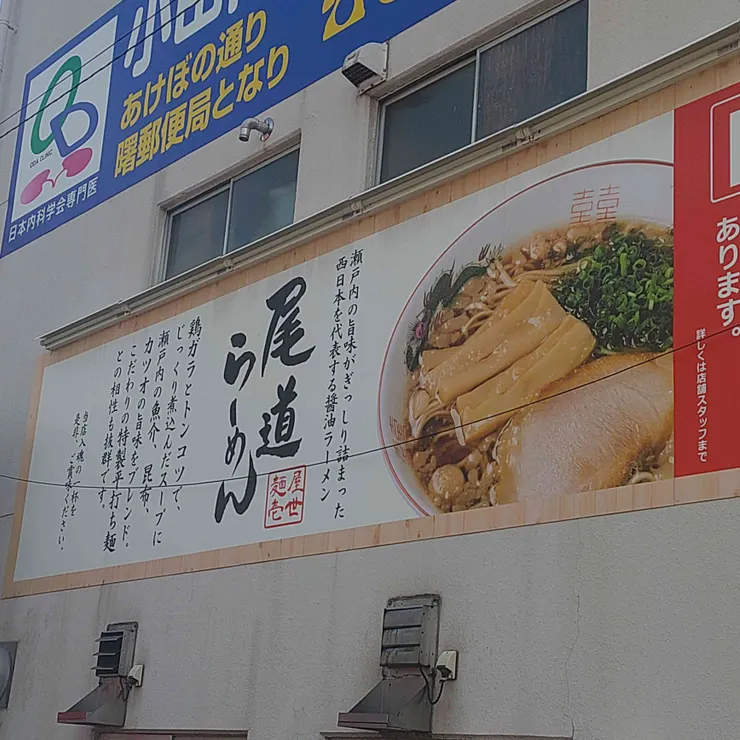 小
あけぼの通り
曙郵便局となり
ODA CLINIC
日本内科学会専門医
瀬戸内の旨味がぎっしり詰まった
西日本を代表する醤油ラーメン
尾道
らーめん
麺屋
壱世
鶏ガラとトンコツで、
じっくり煮込んだスープに
瀬戸内の魚介、昆布、
カツオの旨味をブレンド。
こだわりの特製平打ち麺
との相性も抜群です。
当店入魂の一杯を
是非、ご賞味ください。
囍
あります。
詳しくは店舗スタッフまで